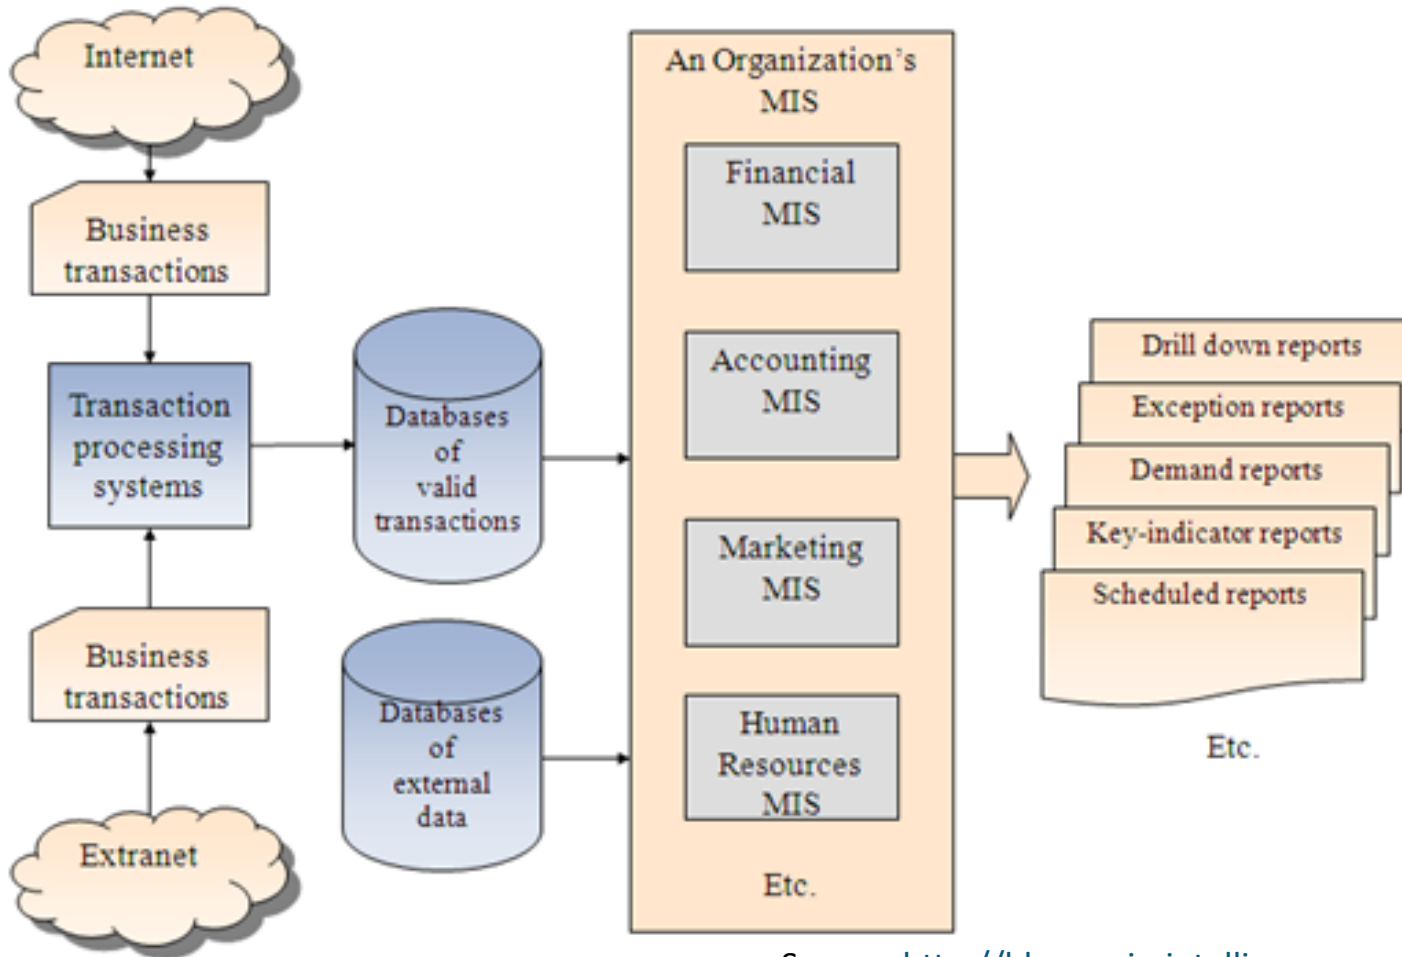 Internet
Business
transactions
Transaction
processing
systems
Business
transactions
Extranet
Databases
of
valid
transactions
Databases
of
external
data
An Organization's
MIS
Financial
MIS
Accounting
MIS
Marketing
MIS
Human
Resources
MIS
Etc.
Drill down reports
Exception reports
Demand reports
Key-indicator reports
Scheduled reports
Etc.